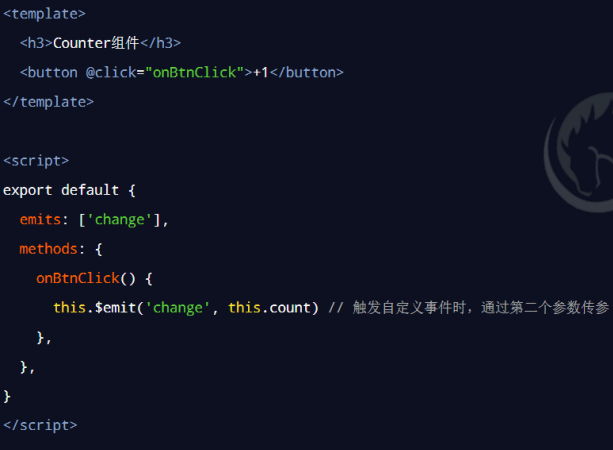 <template>
  <h3>Counter组件</h3>
  <button @click="onBtnClick">+1</button>
</template>

<script>
export default {
  emits: ['change'],
  methods: {
    onBtnClick() {
      this.$emit('change', this.count) // 触发自定义事件时，通过第二个参数传参
    },
  },
}
</script>